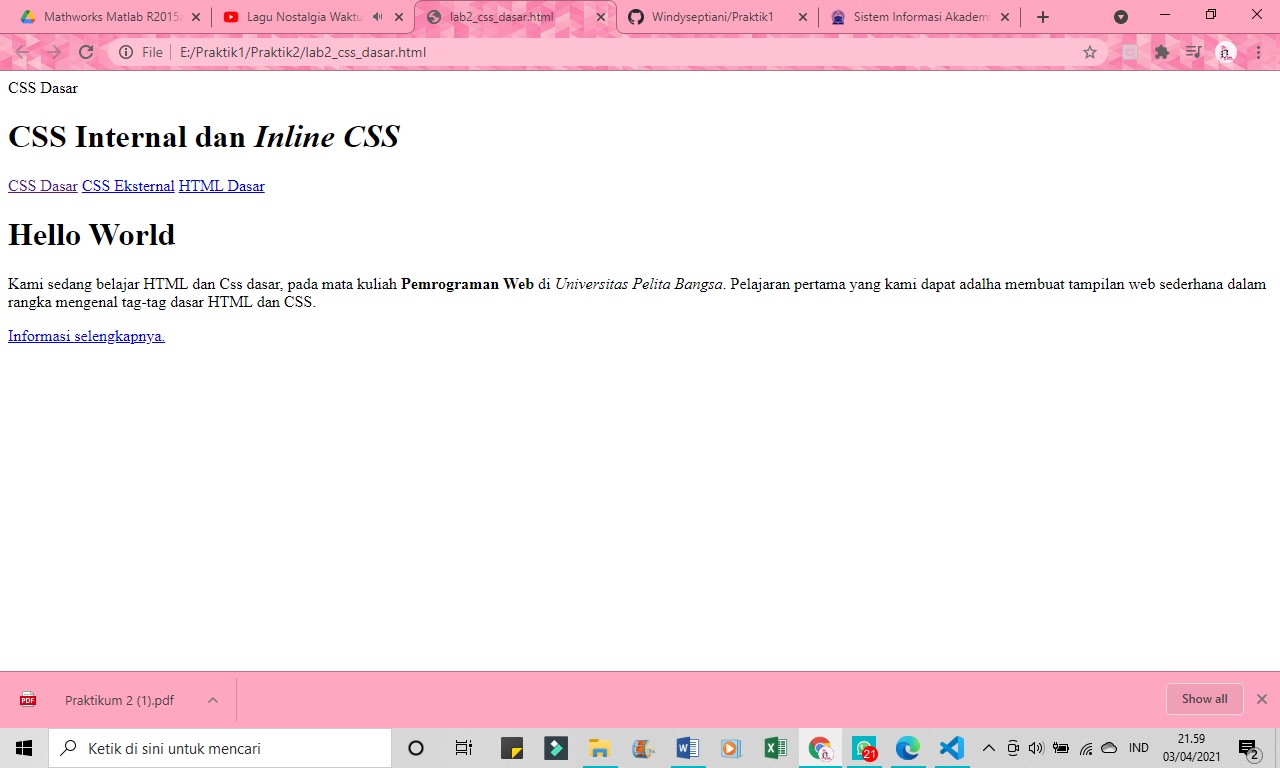 Mathworks Matlab R2015
Lagu Nostalgia Waktu
lab2_css_dasar.html
Windyseptiani/Praktik1
Sistem Informasi Akadem
File
E:/Praktik1/Praktik2/lab2_css_dasar.html
CSS Dasar
CSS Internal dan Inline CSS
CSS Dasar CSS Eksternal HTML Dasar
Hello World
Kami sedang belajar HTML dan Css dasar, pada mata kuliah Pemrograman Web di Universitas Pelita Bangsa. Pelajaran pertama yang kami dapat adalha membuat tampilan web sederhana dalam
rangka mengenal tag-tag dasar HTML dan CSS.
Informasi selengkapnya.
PDF
Praktikum 2 (1).pdf
Show all
Ketik di sini untuk mencari
21
IND
21.59
03/04/2021
2